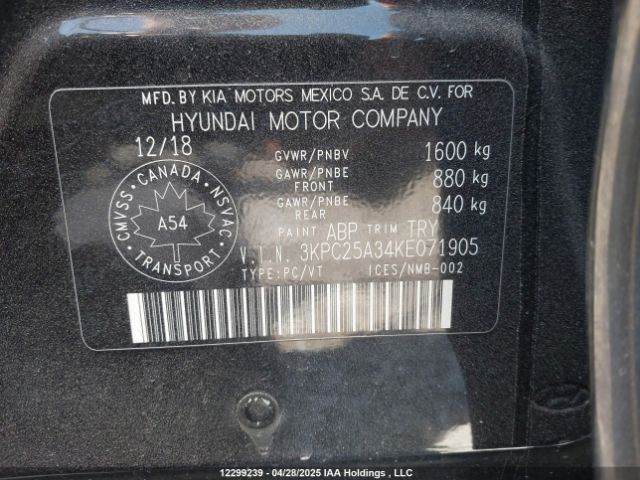 MFD. BY KIA MOTORS MEXICO S.A. DE C.V. FOR
HYUNDAI MOTOR COMPANY
12/18
GVWR/PNBV 1600 kg
GAWR/PNBE FRONT 880 kg
GAWR/PNBE REAR 840 kg
CANADA
CMVSS NSVAC
A54
TRANSPORT
PAINT ABP TRIM TRY
V.I.N. 3KPC25A34KE071905
TYPE:PC/VT ICES/NMB-002
12299239 - 04/28/2025 IAA Holdings , LLC